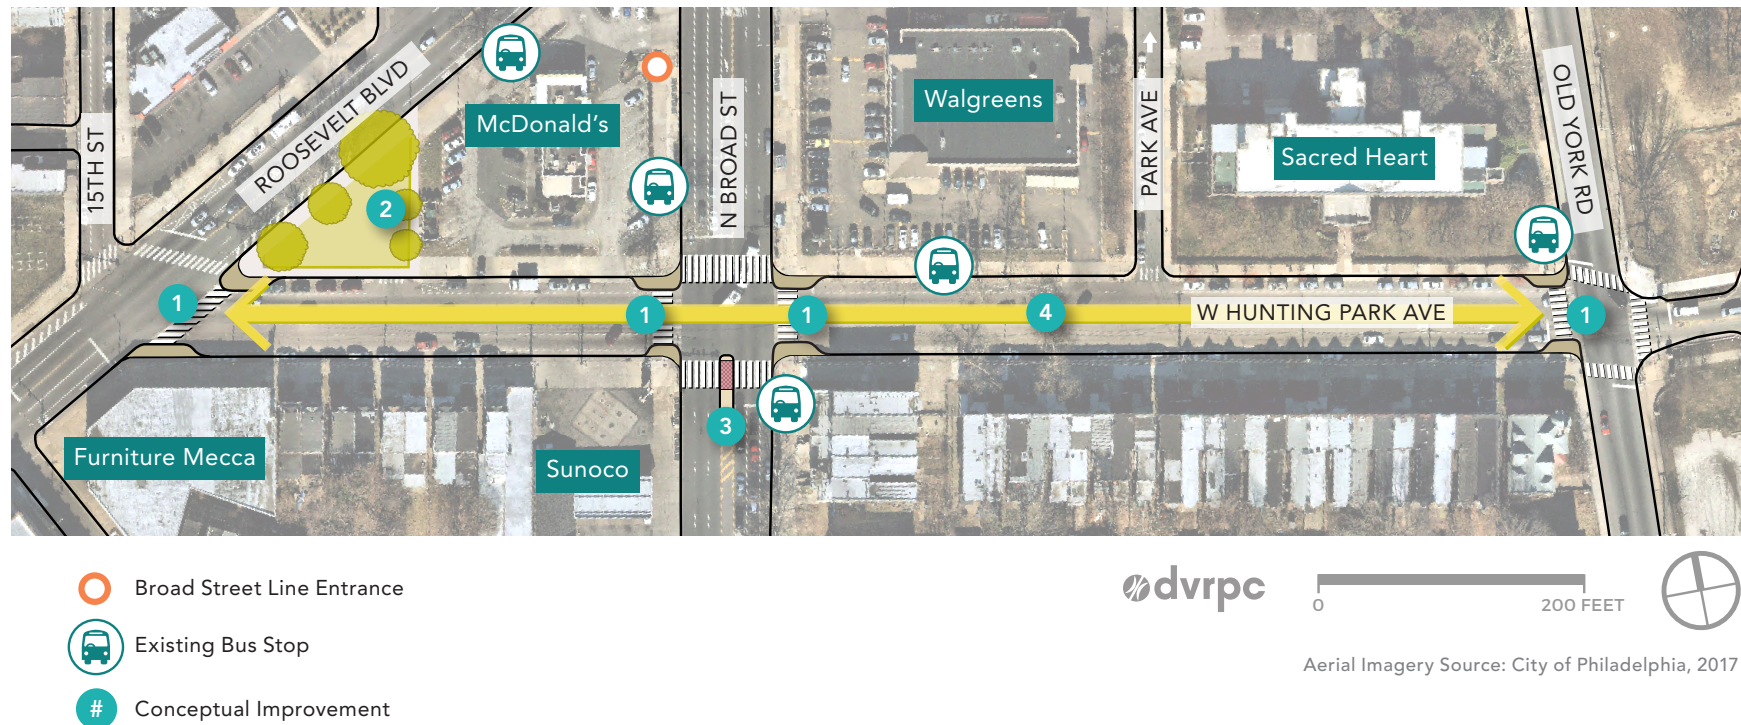 15TH ST
ROOSEVELT BLVD
McDonald's
N BROAD ST
Walgreens
PARK AVE
Sacred Heart
OLD YORK RD
2
1
1
1
4
W HUNTING PARK AVE
1
3
Furniture Mecca
Sunoco
Broad Street Line Entrance
Existing Bus Stop
# Conceptual Improvement
dvrpc
0 200 FEET
Aerial Imagery Source: City of Philadelphia, 2017